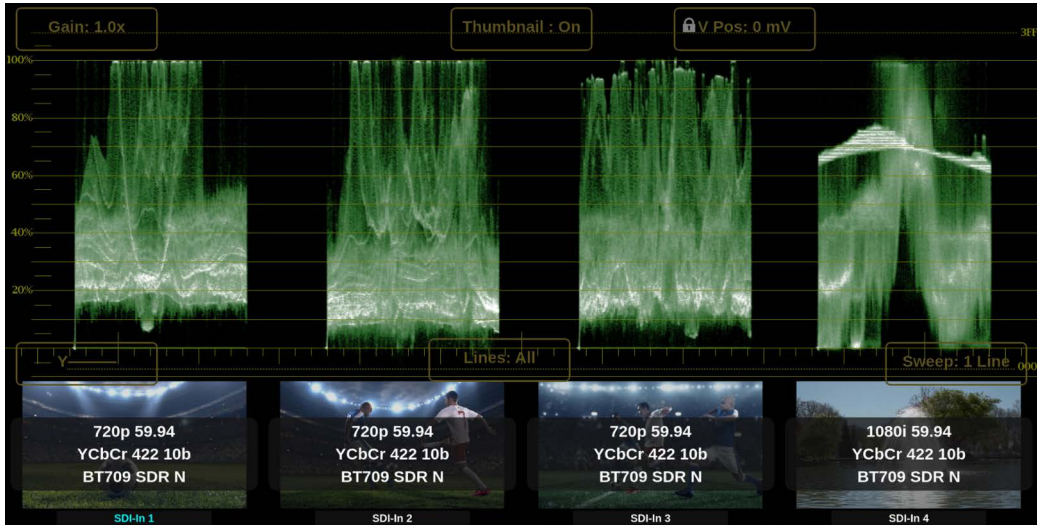 Gain: 1.0x
Thumbnail : On
V Pos: 0 mV
3FF
100%
80%
60%
40%
20%
Y
Lines: All
Sweep: 1 Line
000
720p 59.94
YCbCr 422 10b
BT709 SDR N
720p 59.94
YCbCr 422 10b
BT709 SDR N
720p 59.94
YCbCr 422 10b
BT709 SDR N
1080i 59.94
YCbCr 422 10b
BT709 SDR N
SDI-In 1
SDI-In 2
SDI-In 3
SDI-In 4